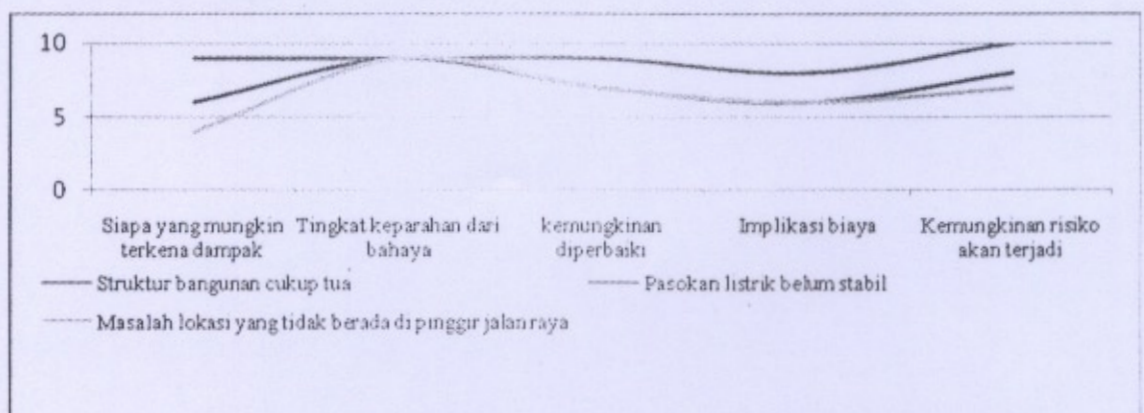 10
5
0
Siapa yang mungkin terkena dampak
Tingkat keparahan dari bahaya
kemungkinan diperbaiki
Implikasi biaya
Kemungkinan risiko akan terjadi
Struktur bangunan cukup tua
Pasokan listrik belum stabil
Masalah lokasi yang tidak berada di pinggir jalan raya